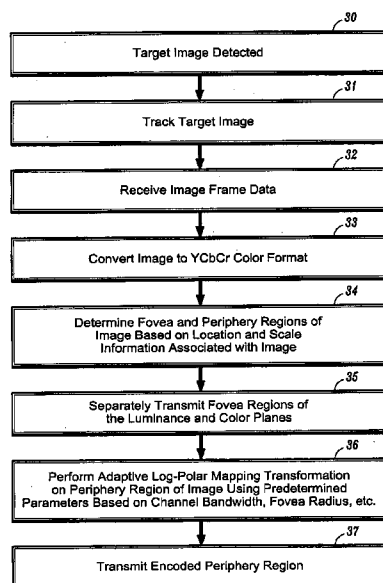 30
Target Image Detected
31
Track Target Image
32
Receive Image Frame Data
33
Convert Image to YCbCr Color Format
34
Determine Fovea and Periphery Regions of
Image Based on Location and Scale
Information Associated with Image
35
Separately Transmit Fovea Regions of
the Luminance and Color Planes
36
Perform Adaptive Log-Polar Mapping Transformation
on Periphery Region of Image Using Predetermined
Parameters Based on Channel Bandwidth, Fovea Radius, etc.
37
Transmit Encoded Periphery Region